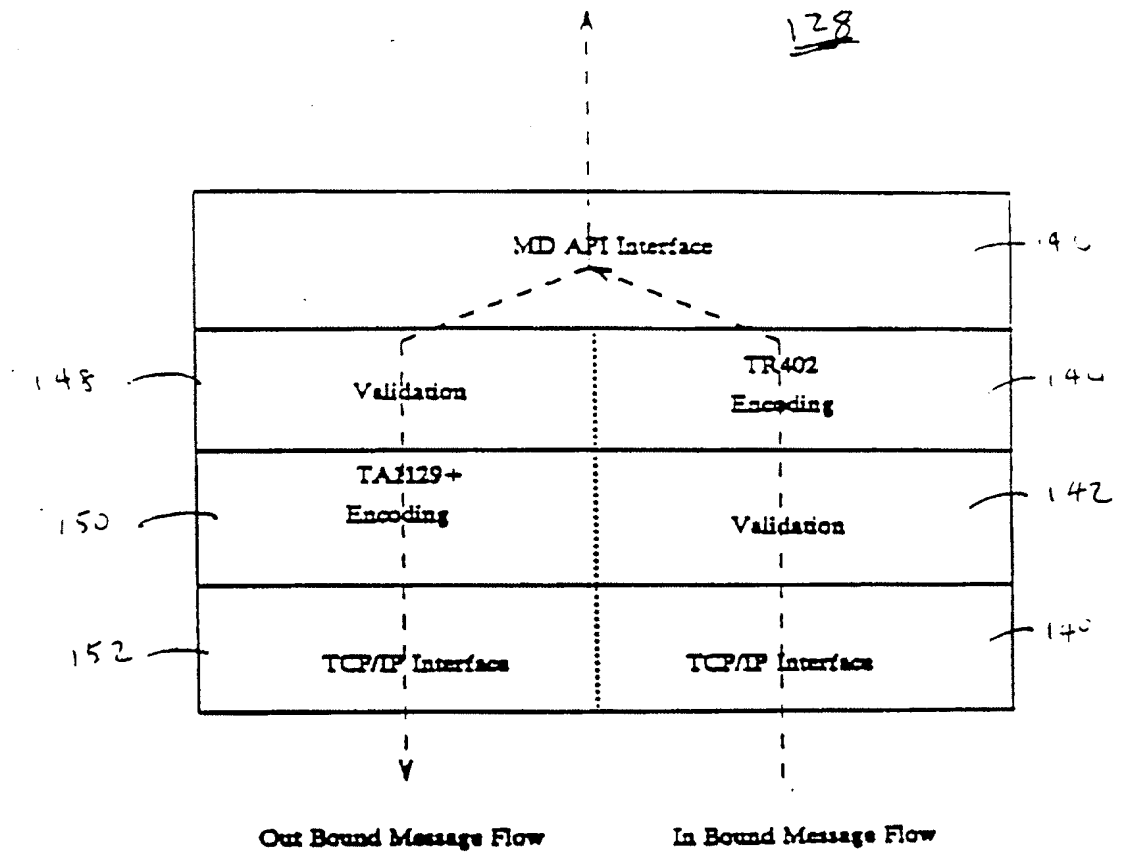 128
MD API Interface
148
Validation
TR402
Encoding
150
TA1129+
Encoding
142
Validation
152
TCP/IP Interface
TCP/IP Interface
Out Bound Message Flow
In Bound Message Flow